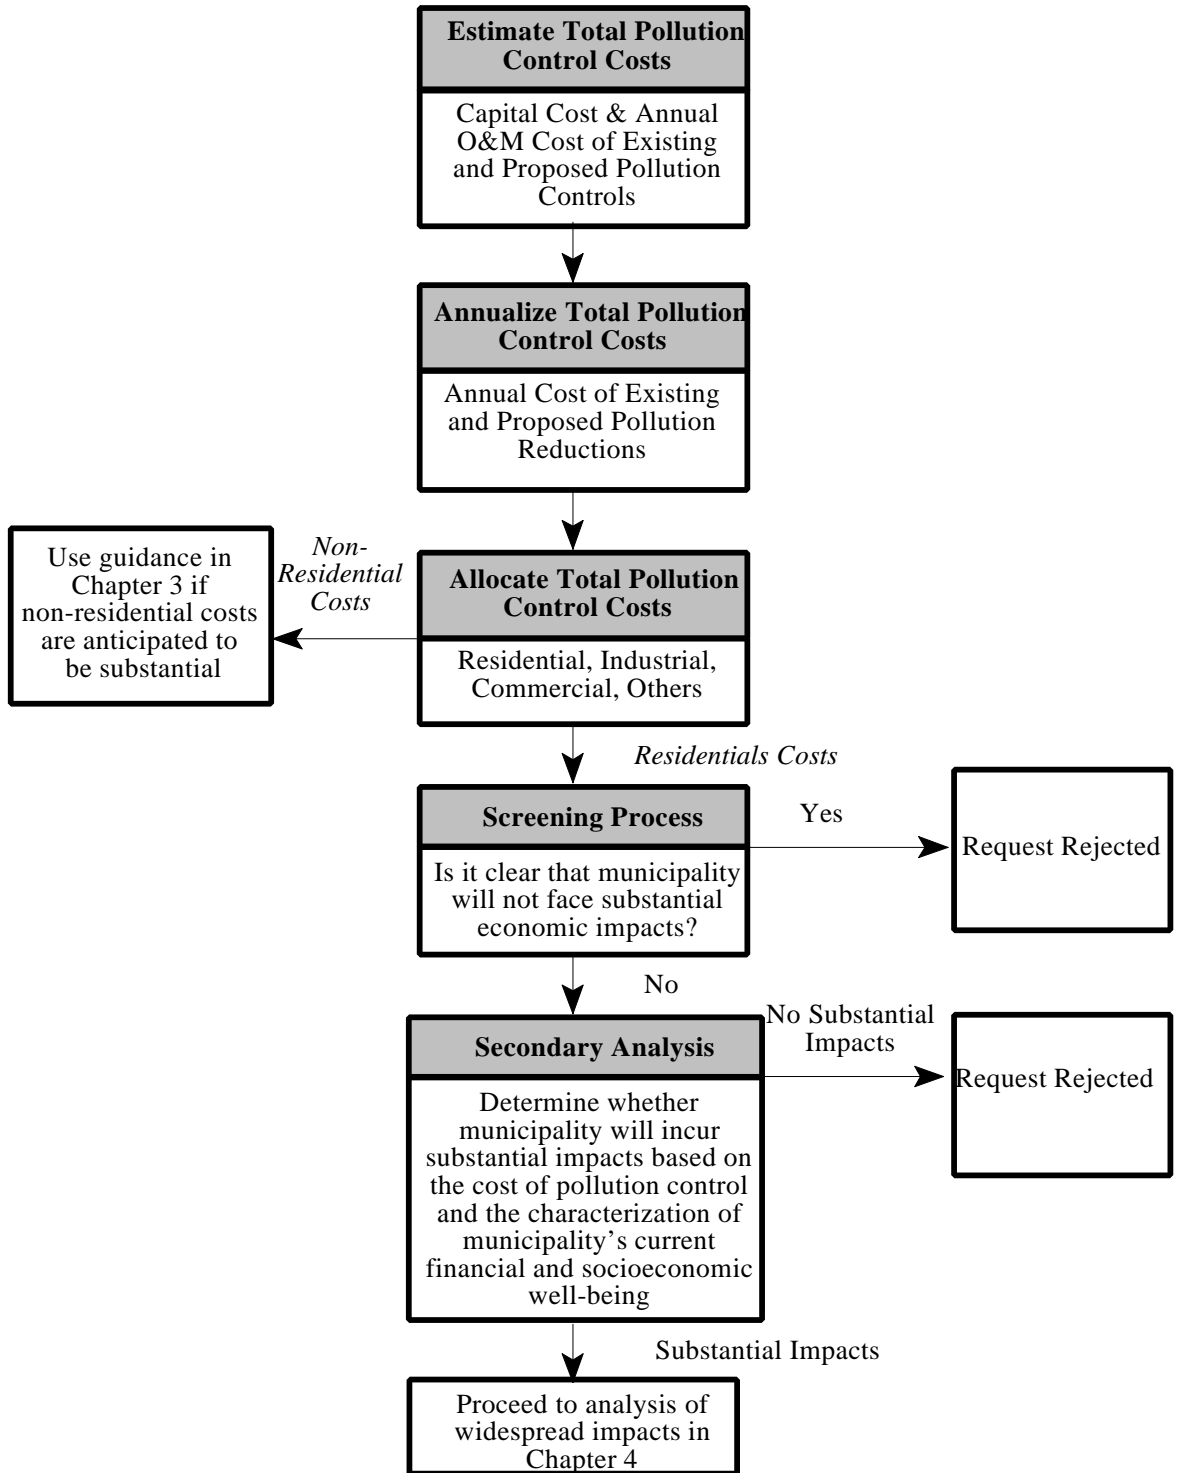 Estimate Total Pollution
Control Costs
Capital Cost & Annual
O&M Cost of Existing
and Proposed Pollution
Controls
Annualize Total Pollution
Control Costs
Annual Cost of Existing
and Proposed Pollution
Reductions
Use guidance in
Chapter 3 if
non-residential costs
are anticipated to
be substantial
Non-
Residential
Costs
Allocate Total Pollution
Control Costs
Residential, Industrial,
Commercial, Others
Residentials Costs
Screening Process
Is it clear that municipality
will not face substantial
economic impacts?
Yes
Request Rejected
No
Secondary Analysis
Determine whether
municipality will incur
substantial impacts based on
the cost of pollution control
and the characterization of
municipality’s current
financial and socioeconomic
well-being
No Substantial
Impacts
Request Rejected
Substantial Impacts
Proceed to analysis of
widespread impacts in
Chapter 4